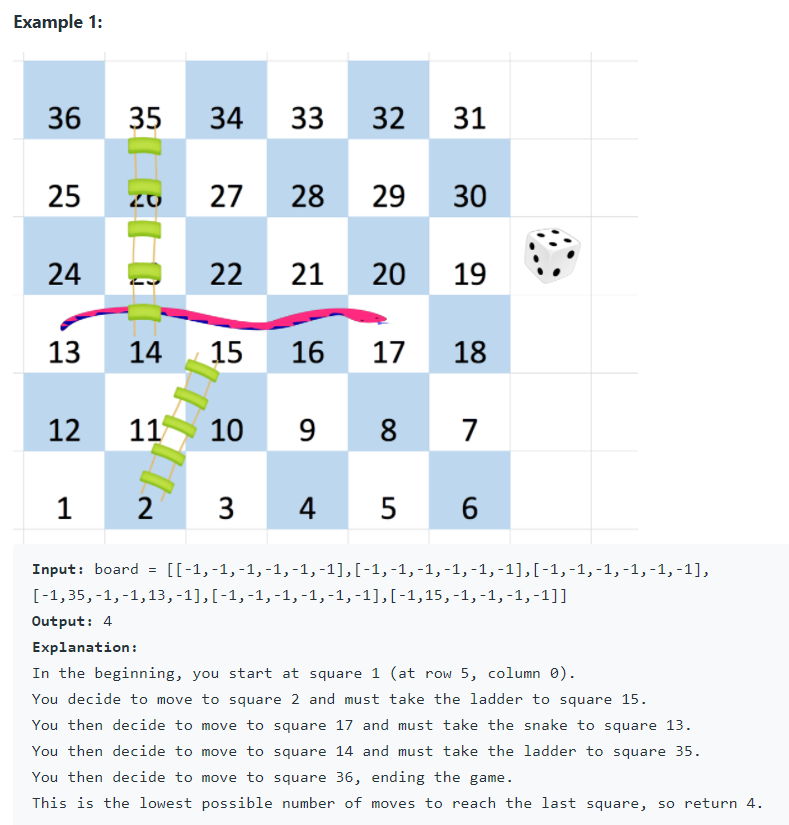 Example 1:
36 35 34 33 32 31
25 26 27 28 29 30
24 23 22 21 20 19
13 14 15 16 17 18
12 11 10 9 8 7
1 2 3 4 5 6
Input: board = [[-1,-1,-1,-1,-1,-1],[-1,-1,-1,-1,-1,-1],[-1,-1,-1,-1,-1,-1],
[-1,35,-1,-1,13,-1],[-1,-1,-1,-1,-1,-1],[-1,15,-1,-1,-1,-1]]
Output: 4
Explanation:
In the beginning, you start at square 1 (at row 5, column 0).
You decide to move to square 2 and must take the ladder to square 15.
You then decide to move to square 17 and must take the snake to square 13.
You then decide to move to square 14 and must take the ladder to square 35.
You then decide to move to square 36, ending the game.
This is the lowest possible number of moves to reach the last square, so return 4.